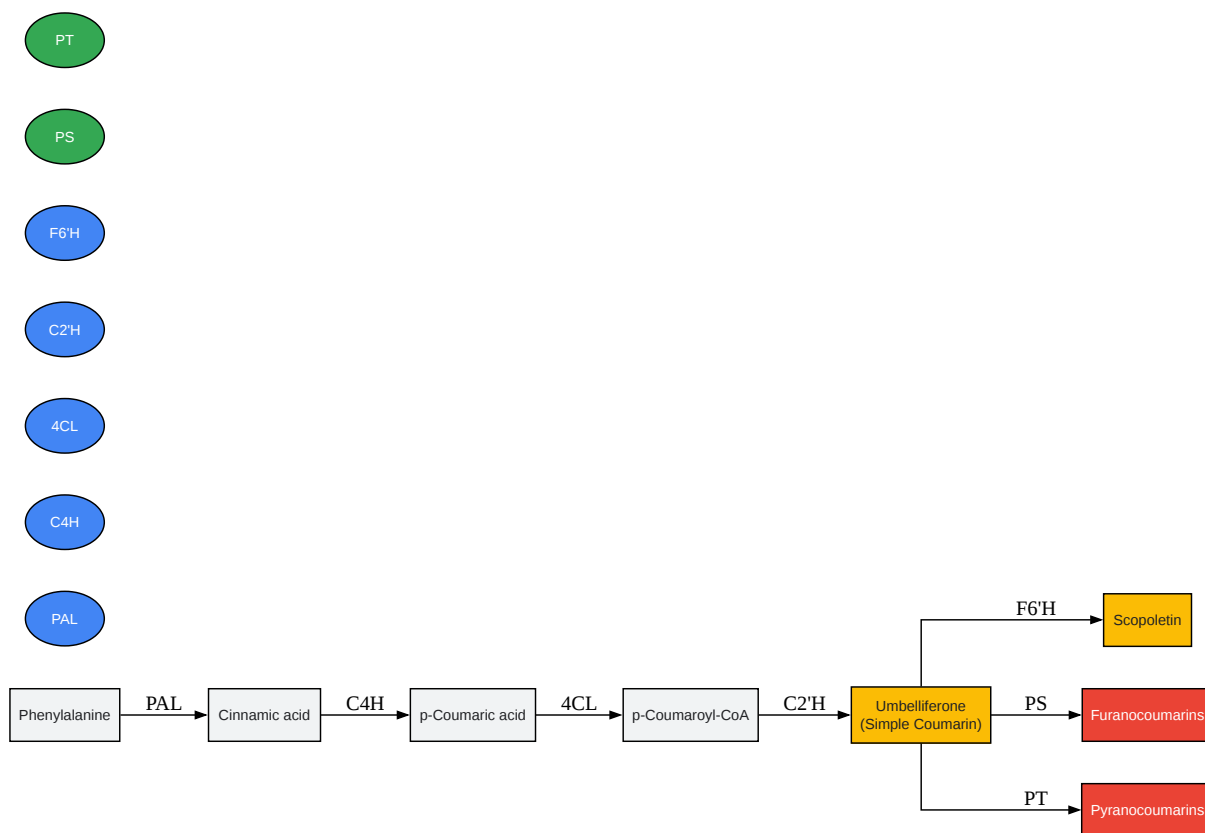 PT
PS
F6'H
C2'H
4CL
C4H
PAL
F6'H
Scopoletin
Phenylalanine
PAL
Cinnamic acid
C4H
p-Coumaric acid
4CL
p-Coumaroyl-CoA
C2'H
Umbelliferone
(Simple Coumarin)
PS
Furanocoumarins
PT
Pyranocoumarins